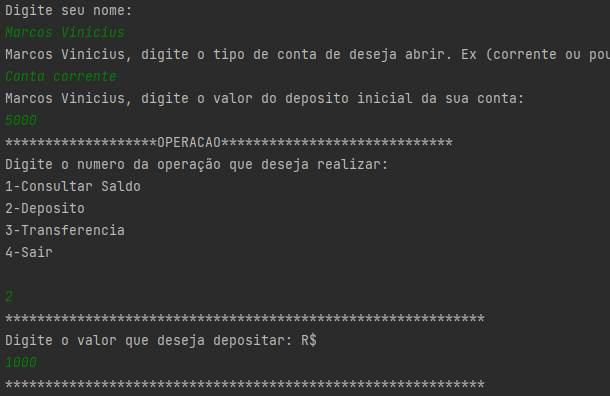 Digite seu nome:
Marcos Vinicius
Marcos Vinicius, digite o tipo de conta de deseja abrir. Ex (corrente ou pou
Conta corrente
Marcos Vinicius, digite o valor do deposito inicial da sua conta:
5000
*******************OPERACAO*****************************
Digite o numero da operação que deseja realizar:
1-Consultar Saldo
2-Deposito
3-Transferencia
4-Sair
2
************************************************************
Digite o valor que deseja depositar: R$
1000
************************************************************